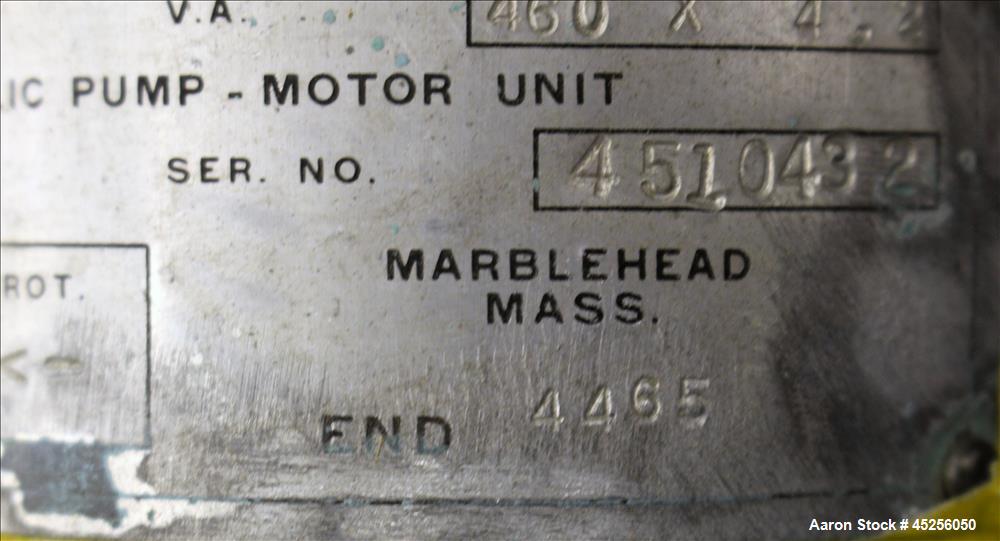 V.A. 460 X 4.2
IC PUMP - MOTOR UNIT
SER. NO. 4510432
MARBLEHEAD
MASS.
ROT.
<-
END 4465
Aaron Stock # 45256050